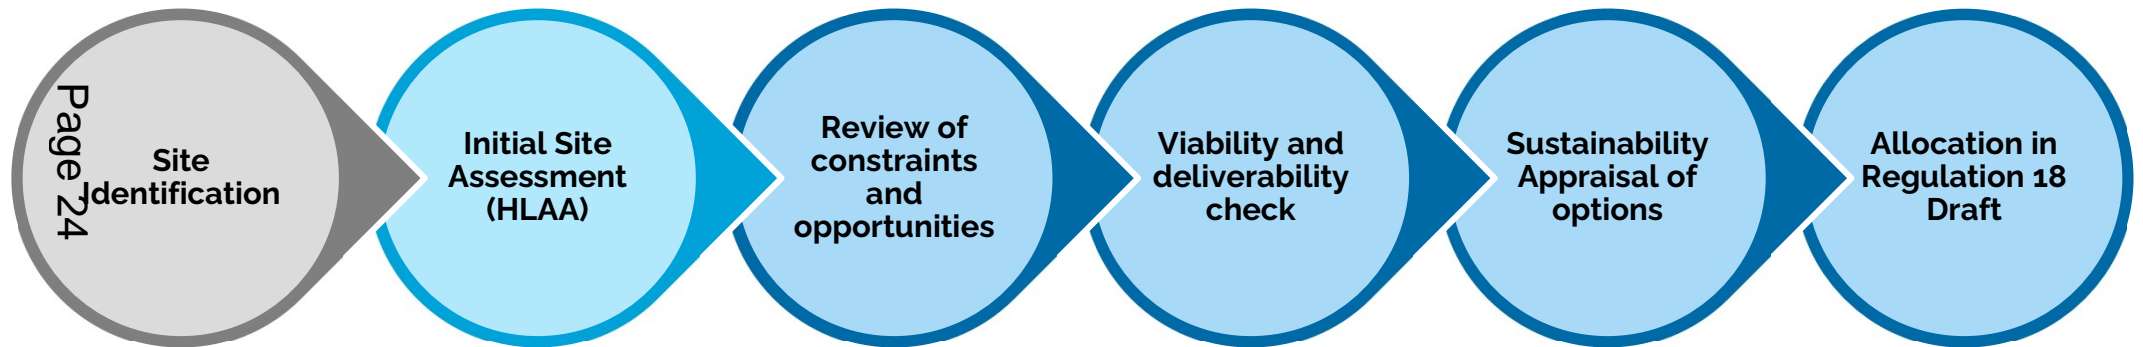 Page 24
Site
Identification
Initial Site
Assessment
(HLAA)
Review of
constraints
and
opportunities
Viability and
deliverability
check
Sustainability
Appraisal of
options
Allocation in
Regulation 18
Draft